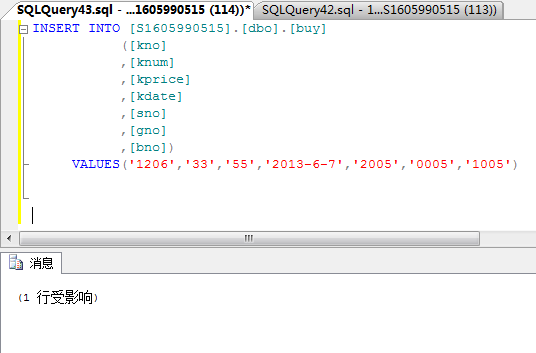 SQLQuery43.sql - ...1605990515 (114))* SQLQuery42.sql - 1...S1605990515 (113))
INSERT INTO [S1605990515].[dbo].[buy]
([kno]
,[knum]
,[kprice]
,[kdate]
,[sno]
,[gno]
,[bno])
VALUES('1206','33','55','2013-6-7','2005','0005','1005')
消息
(1 行受影响)